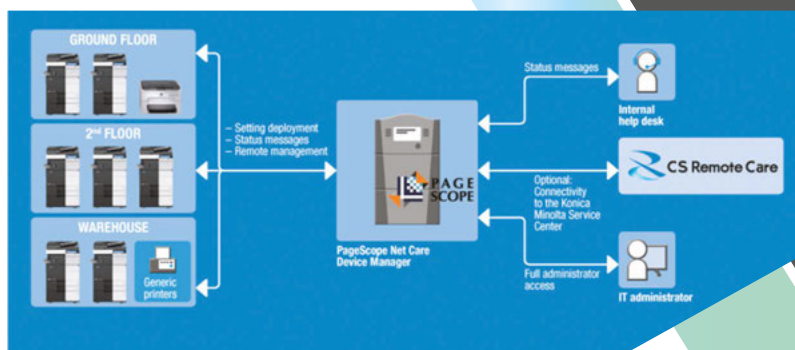 GROUND FLOOR
2nd FLOOR
WAREHOUSE
Generic
printers
– Setting deployment
– Status messages
– Remote management
PAGE
SCOPE
PageScope Net Care
Device Manager
Status messages
Internal
help desk
Optional:
Connectivity
to the Konica
Minolta Service
Center
CS Remote Care
Full administrator
access
IT administrator